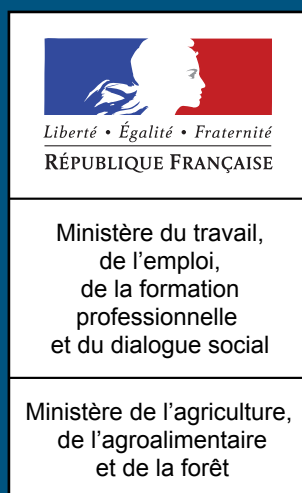 Liberté • Égalité • Fraternité
RÉPUBLIQUE FRANÇAISE
Ministère du travail,
de l’emploi,
de la formation
professionnelle
et du dialogue social
Ministère de l’agriculture,
de l’agroalimentaire
et de la forêt